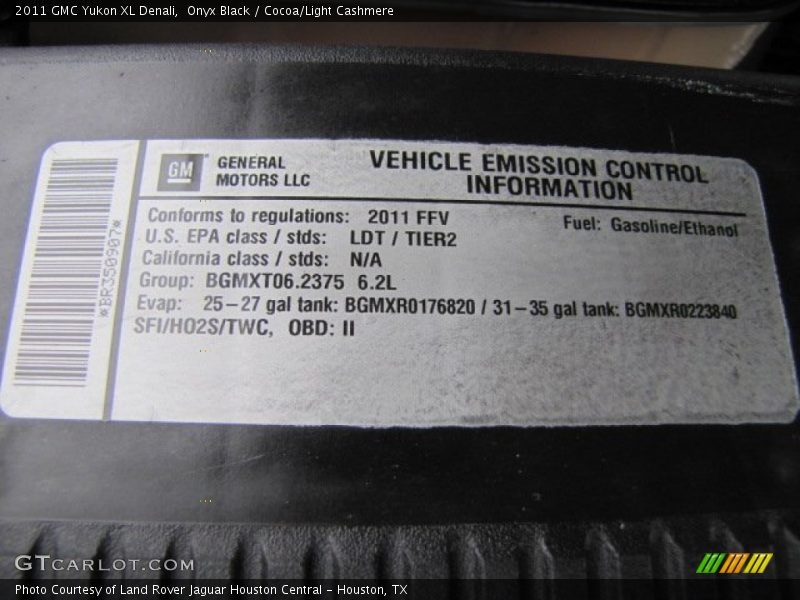 2011 GMC Yukon XL Denali,  Onyx Black / Cocoa/Light Cashmere
*BR350907*
GM
GENERAL
MOTORS LLC
VEHICLE EMISSION CONTROL
INFORMATION
Conforms to regulations: 2011 FFV
Fuel: Gasoline/Ethanol
U.S. EPA class / stds: LDT / TIER2
California class / stds: N/A
Group: BGMXT06.2375 6.2L
Evap: 25–27 gal tank: BGMXR0176820 / 31–35 gal tank: BGMXR0223840
SFI/HO2S/TWC, OBD: II
GTCARLOT.COM
Photo Courtesy of Land Rover Jaguar Houston Central – Houston, TX